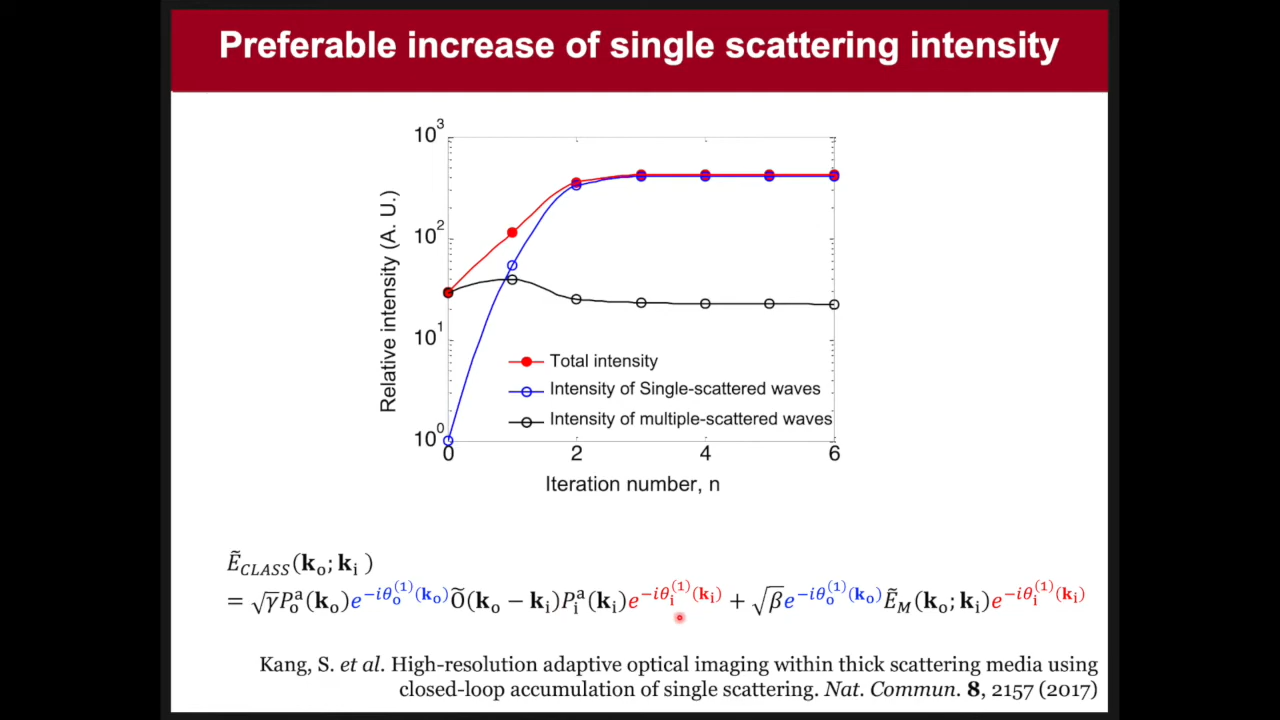 Preferable increase of single scattering intensity
10³
10²
10¹
10⁰
Relative intensity (A. U.)
Total intensity
Intensity of Single-scattered waves
Intensity of multiple-scattered waves
0 2 4 6
Iteration number, n
Ẽ_CLASS(k_o; k_i )
= √γP_o^a(k_o)e^{-iθ_o^{(1)}(k_o)}Õ(k_o − k_i)P_i^a(k_i)e^{-iθ_i^{(1)}(k_i)} + √βe^{-iθ_o^{(1)}(k_o)}Ẽ_M(k_o; k_i)e^{-iθ_i^{(1)}(k_i)}
Kang, S. et al. High-resolution adaptive optical imaging within thick scattering media using
closed-loop accumulation of single scattering. Nat. Commun. 8, 2157 (2017)